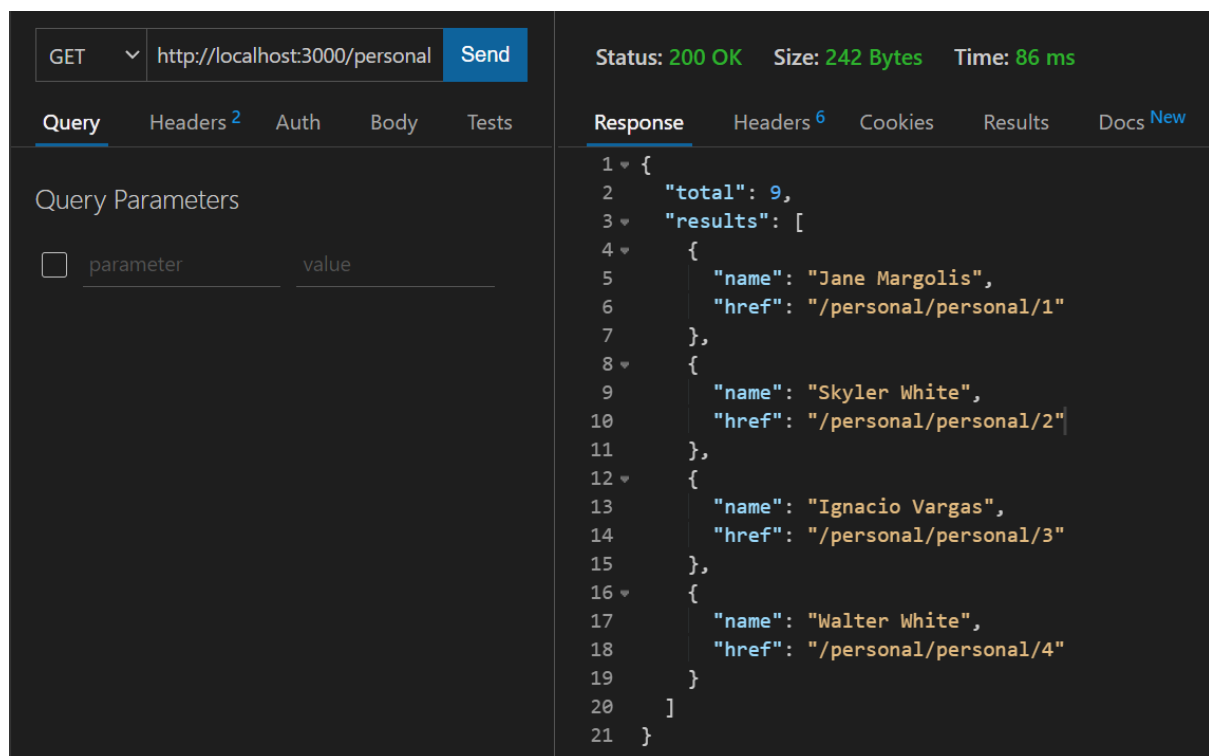 GET http://localhost:3000/personal Send
Query Headers 2 Auth Body Tests
Query Parameters
parameter value
Status: 200 OK Size: 242 Bytes Time: 86 ms
Response Headers 6 Cookies Results Docs New
1 {
2 "total": 9,
3 "results": [
4 {
5 "name": "Jane Margolis",
6 "href": "/personal/personal/1"
7 },
8 {
9 "name": "Skyler White",
10 "href": "/personal/personal/2"
11 },
12 {
13 "name": "Ignacio Vargas",
14 "href": "/personal/personal/3"
15 },
16 {
17 "name": "Walter White",
18 "href": "/personal/personal/4"
19 }
20 ]
21 }